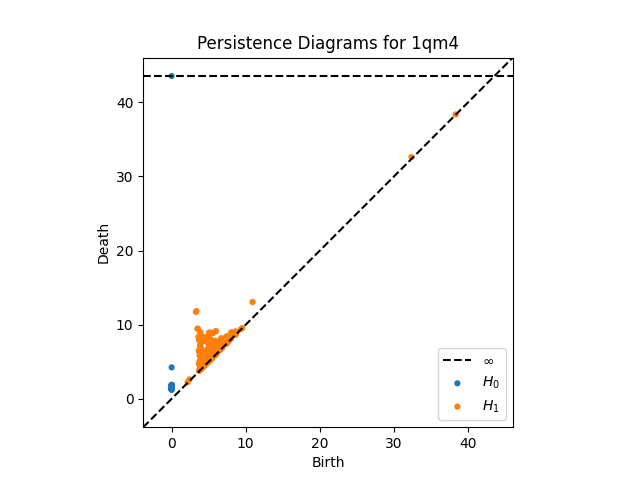 Persistence Diagrams for 1qm4
Death
40
30
20
10
0
∞
H₀
H₁
0 10 20 30 40
Birth